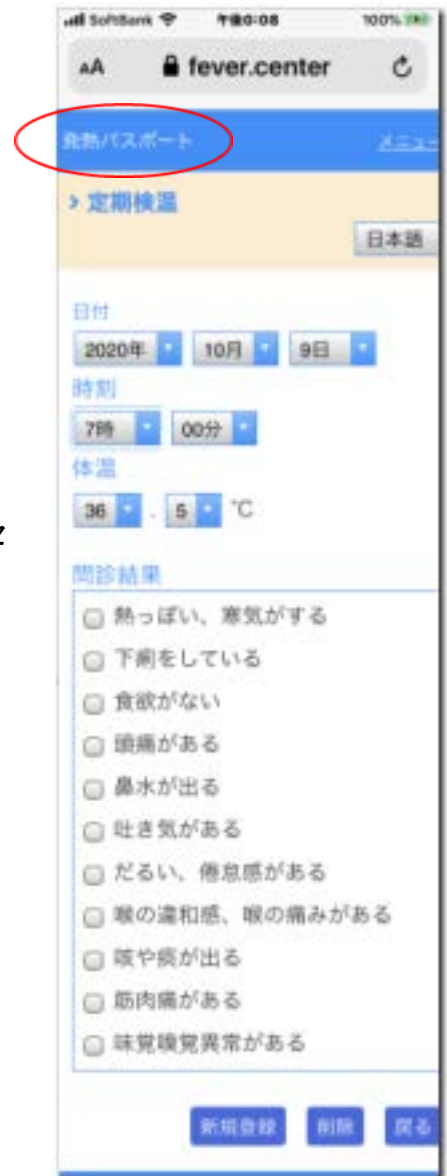 SoftBank 午後0:08 100%
AA fever.center
発熱パスポート メニュー
> 定期検温
日本語
日付
2020年 10月 9日
時刻
7時 00分
体温
36 . 5 ℃
問診結果
熱っぽい、寒気がする
下痢をしている
食欲がない
頭痛がある
鼻水が出る
吐き気がある
だるい、倦怠感がある
喉の違和感、喉の痛みがある
咳や痰が出る
筋肉痛がある
味覚嗅覚異常がある
新規登録 削除 戻る